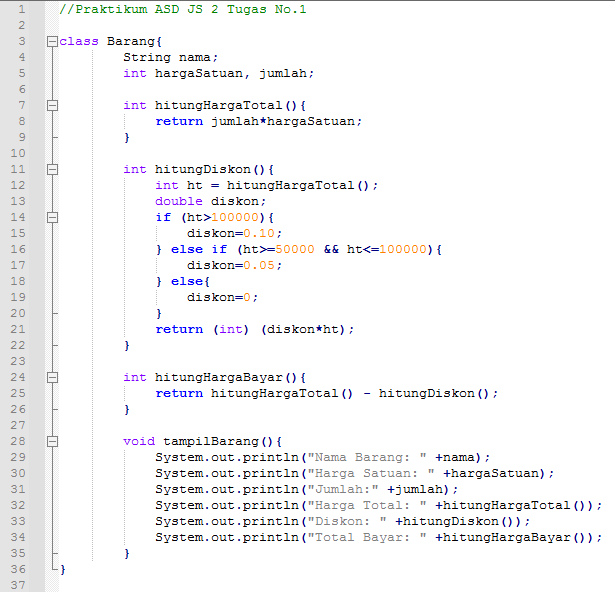 1 //Praktikum ASD JS 2 Tugas No.1
2
3 class Barang{
4 String nama;
5 int hargaSatuan, jumlah;
6
7 int hitungHargaTotal(){
8 return jumlah*hargaSatuan;
9 }
10
11 int hitungDiskon(){
12 int ht = hitungHargaTotal();
13 double diskon;
14 if (ht>100000){
15 diskon=0.10;
16 } else if (ht>=50000 && ht<=100000){
17 diskon=0.05;
18 } else{
19 diskon=0;
20 }
21 return (int) (diskon*ht);
22 }
23
24 int hitungHargaBayar(){
25 return hitungHargaTotal() - hitungDiskon();
26 }
27
28 void tampilBarang(){
29 System.out.println("Nama Barang: " +nama);
30 System.out.println("Harga Satuan: " +hargaSatuan);
31 System.out.println("Jumlah:" +jumlah);
32 System.out.println("Harga Total: " +hitungHargaTotal());
33 System.out.println("Diskon: " +hitungDiskon());
34 System.out.println("Total Bayar: " +hitungHargaBayar());
35 }
36 }
37